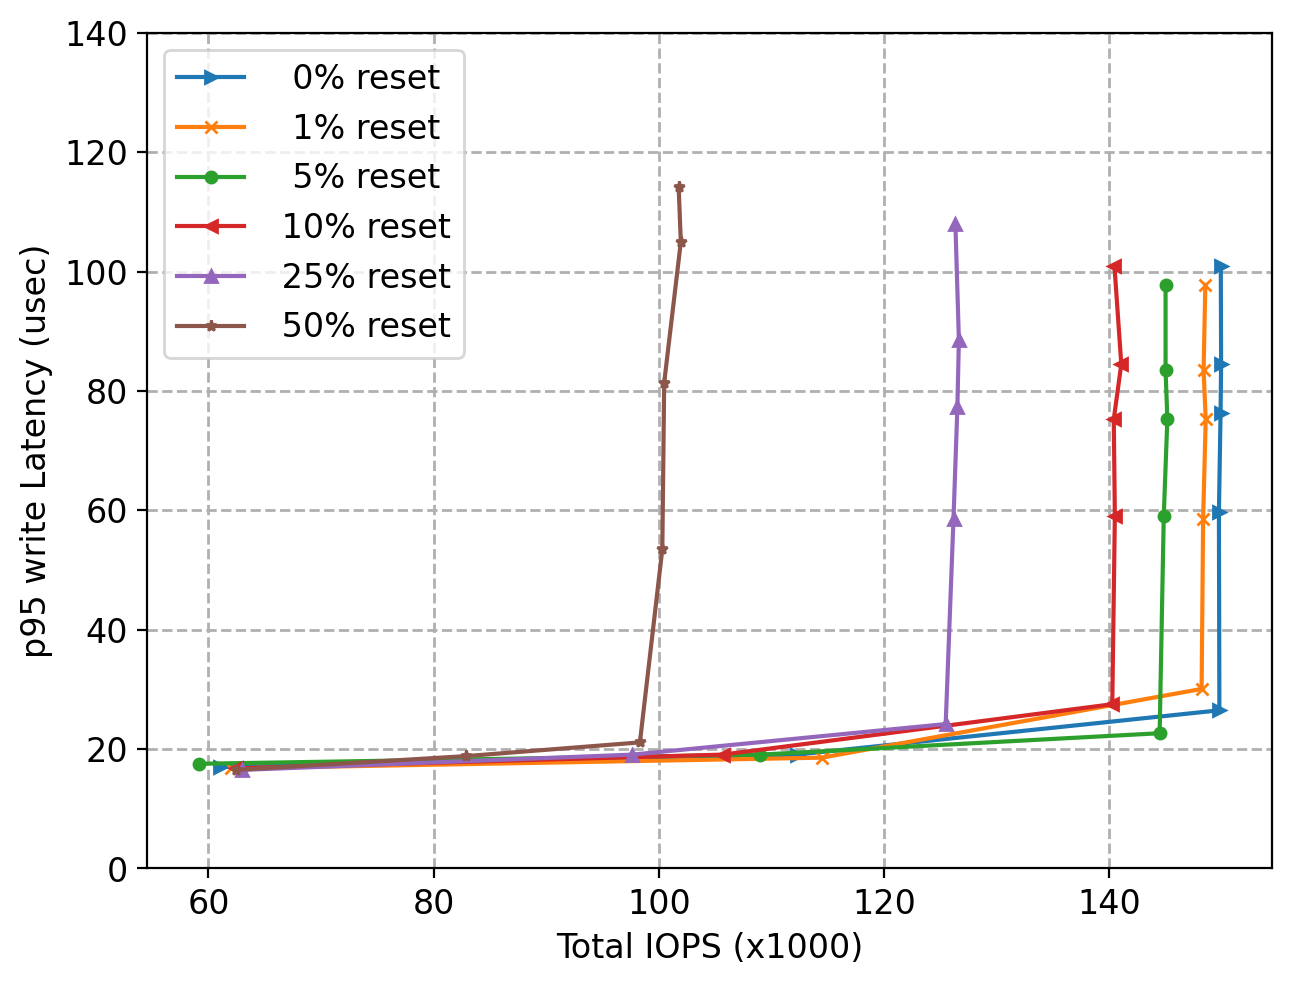 140
120
100
80
60
40
20
0
p95 write Latency (usec)
0% reset
1% reset
5% reset
10% reset
25% reset
50% reset
60 80 100 120 140
Total IOPS (x1000)